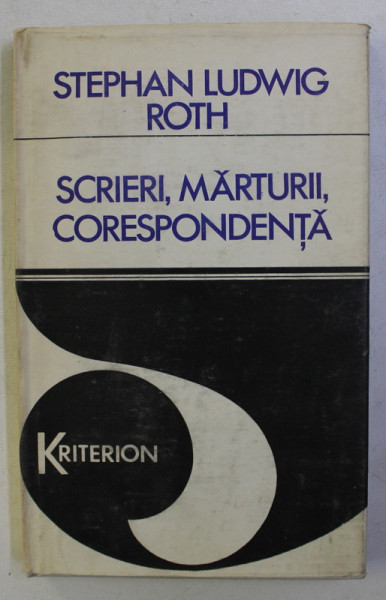 STEPHAN LUDWIG
ROTH
SCRIERI, MĂRTURII,
CORESPONDENȚĂ
KRITERION